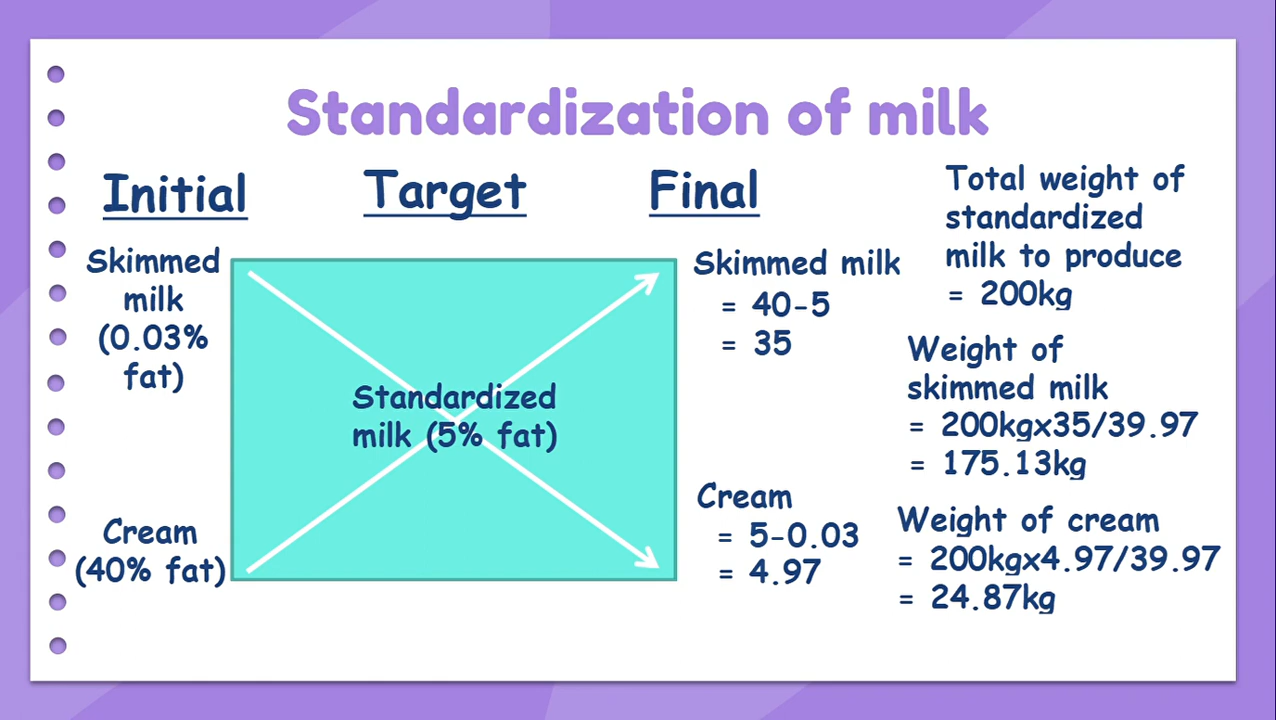 Standardization of milk
Initial
Target
Final
Skimmed
milk
(0.03%
fat)
Cream
(40% fat)
Standardized
milk (5% fat)
Skimmed milk
= 40-5
= 35
Cream
= 5-0.03
= 4.97
Total weight of
standardized
milk to produce
= 200kg
Weight of
skimmed milk
= 200kgx35/39.97
= 175.13kg
Weight of cream
= 200kgx4.97/39.97
= 24.87kg